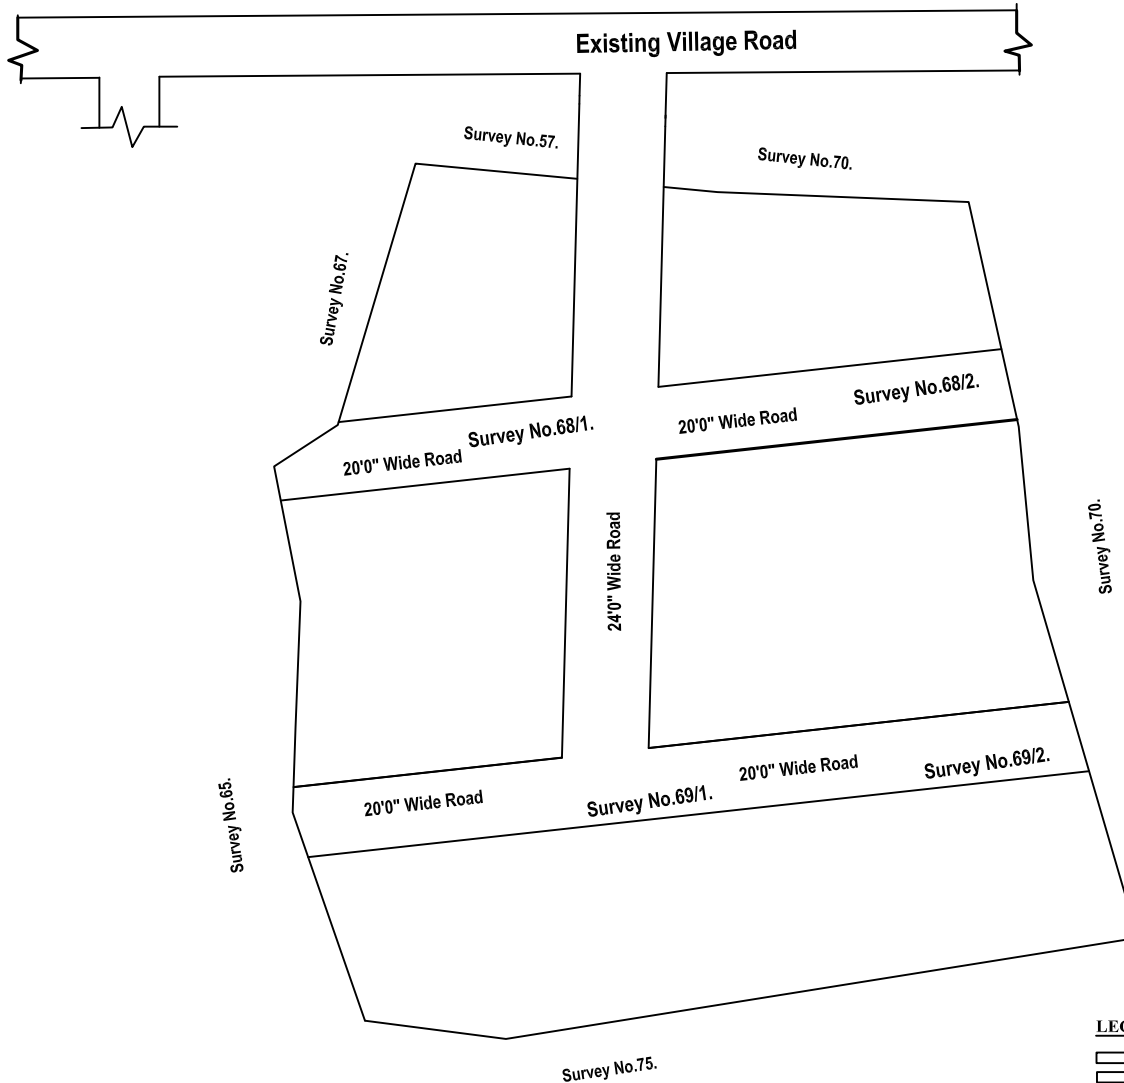 Existing Village Road
Survey No.57.
Survey No.70.
Survey No.67.
Survey No.68/2.
20'0" Wide Road
Survey No.68/1.
20'0" Wide Road
24'0" Wide Road
Survey No.70.
Survey No.69/2.
20'0" Wide Road
Survey No.69/1.
20'0" Wide Road
Survey No.65.
Survey No.75.